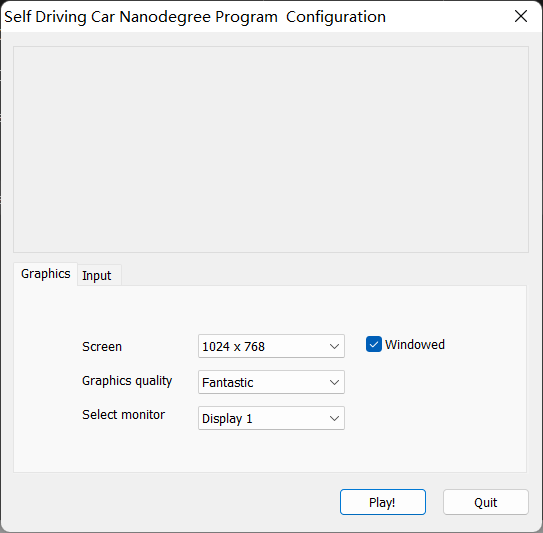 Self Driving Car Nanodegree Program  Configuration
Graphics
Input
Screen
1024 x 768
Windowed
Graphics quality
Fantastic
Select monitor
Display 1
Play!
Quit